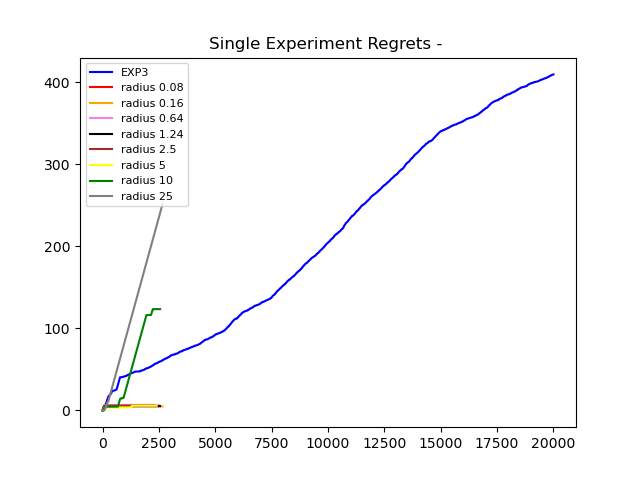 Single Experiment Regrets -
EXP3
radius 0.08
radius 0.16
radius 0.64
radius 1.24
radius 2.5
radius 5
radius 10
radius 25
400
300
200
100
0
0 2500 5000 7500 10000 12500 15000 17500 20000